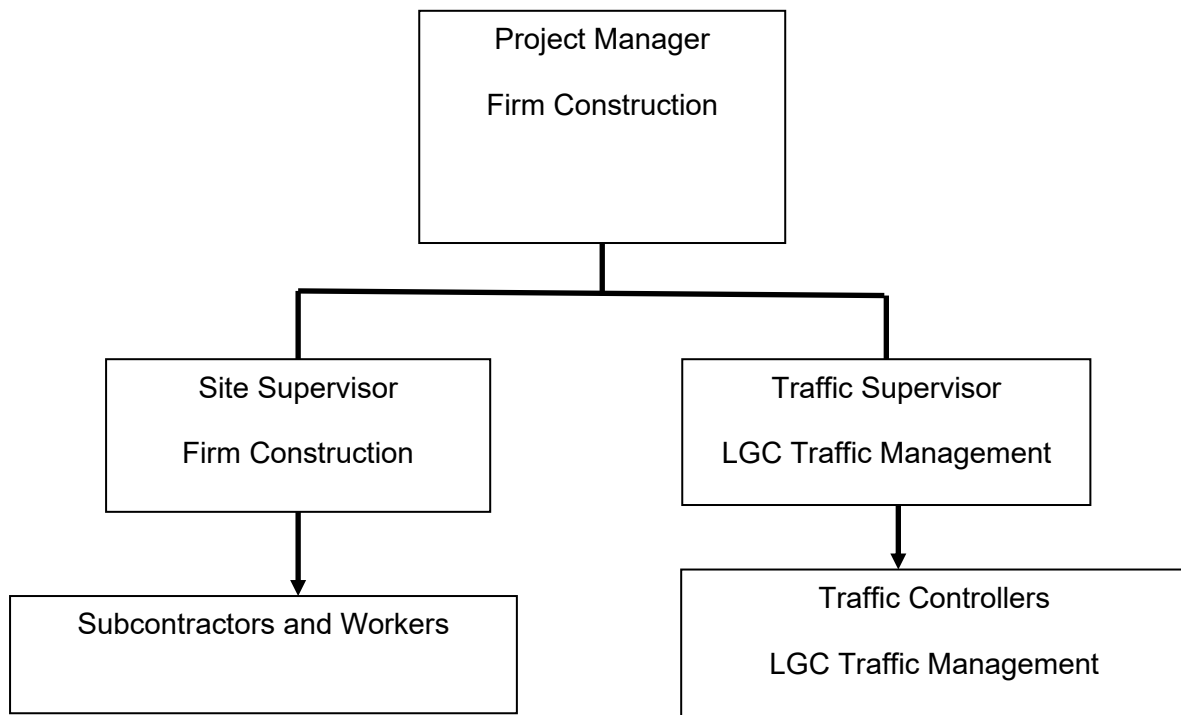 Project Manager
Firm Construction
Site Supervisor
Firm Construction
Traffic Supervisor
LGC Traffic Management
Subcontractors and Workers
Traffic Controllers
LGC Traffic Management